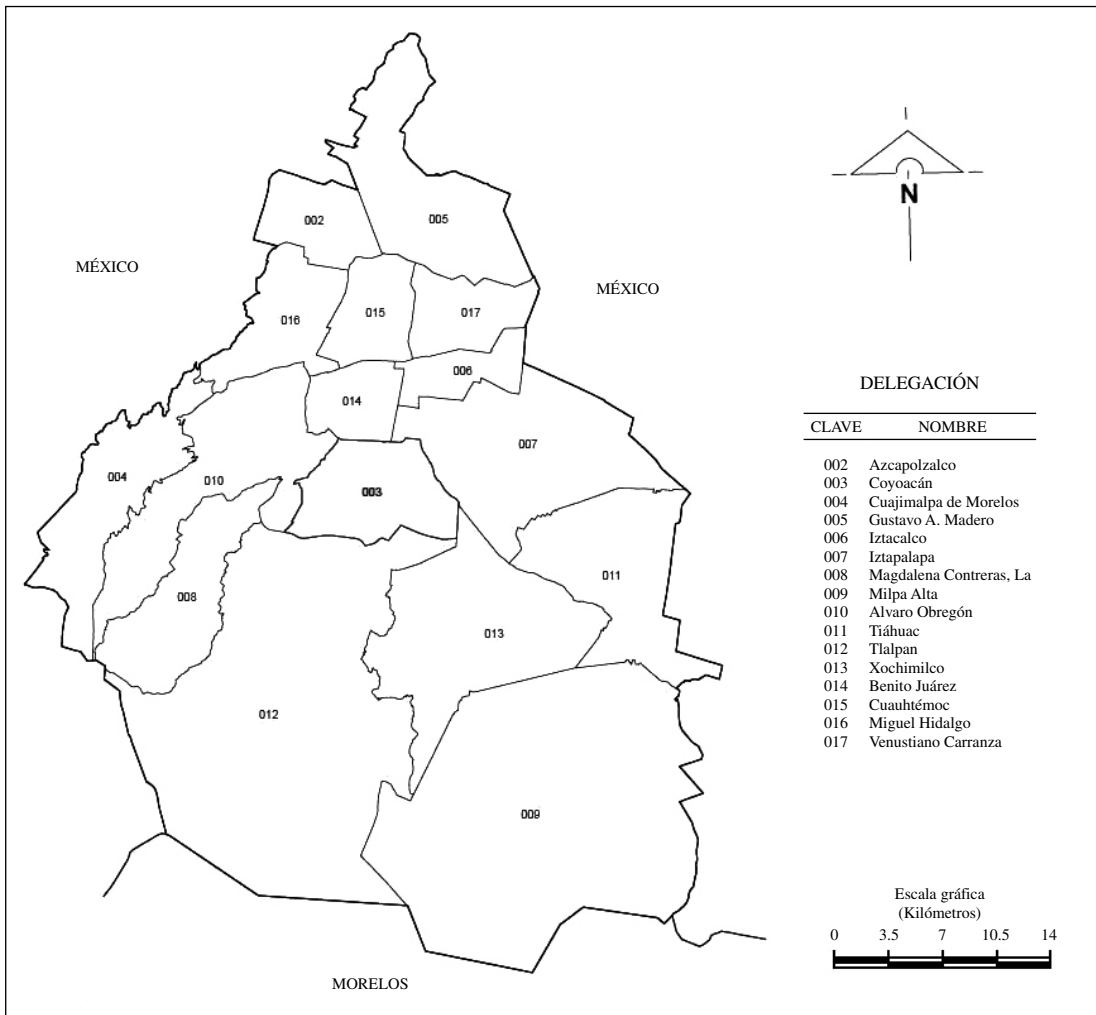 002
005
MÉXICO
MÉXICO
N
016
015
017
006
014
007
004
010
003
008
011
013
012
009
MORELOS
DELEGACIÓN
CLAVE NOMBRE
002 Azcapolzalco
003 Coyoacán
004 Cuajimalpa de Morelos
005 Gustavo A. Madero
006 Iztacalco
007 Iztapalapa
008 Magdalena Contreras, La
009 Milpa Alta
010 Alvaro Obregón
011 Tiáhuac
012 Tlalpan
013 Xochimilco
014 Benito Juárez
015 Cuauhtémoc
016 Miguel Hidalgo
017 Venustiano Carranza
Escala gráfica
(Kilómetros)
0 3.5 7 10.5 14